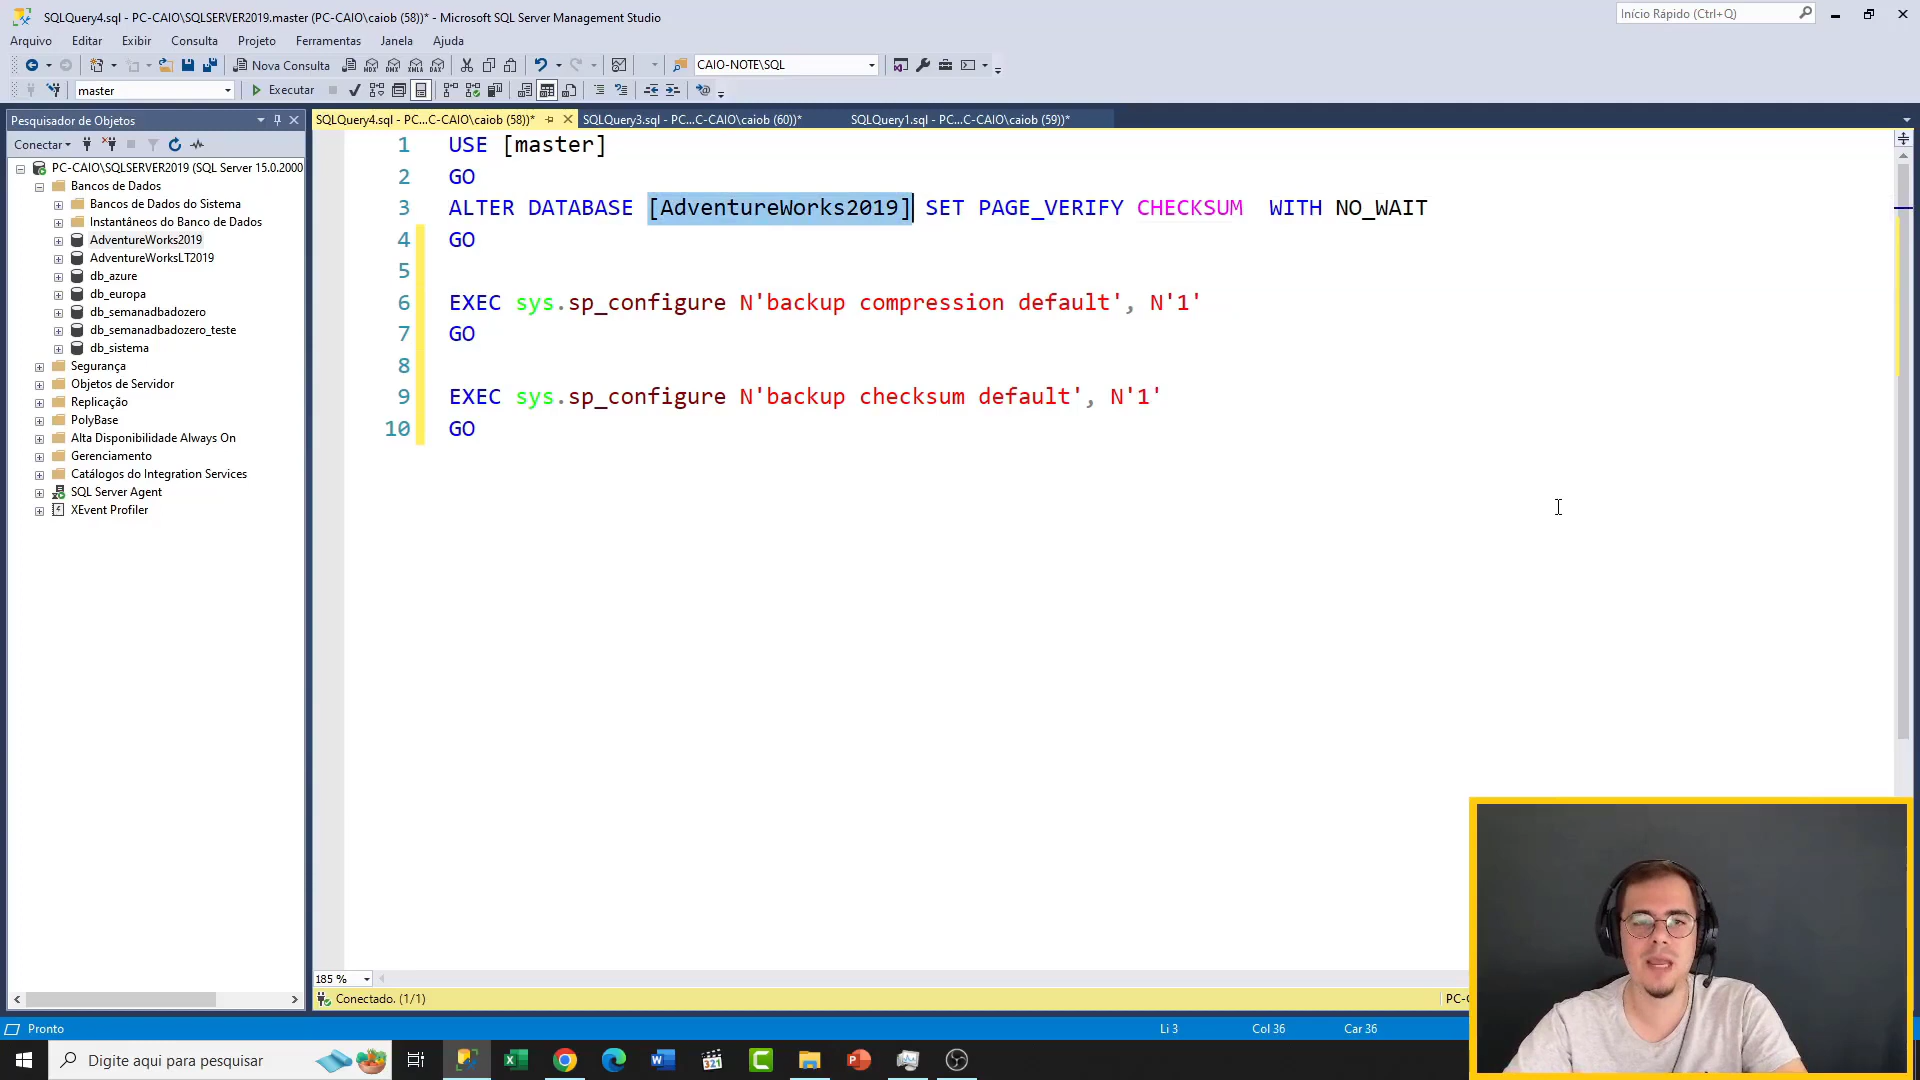 SQLQuery4.sql - PC-CAIO\SQLSERVER2019.master (PC-CAIO\caiob (58))* - Microsoft SQL Server Management Studio
Início Rápido (Ctrl+Q)
Arquivo Editar Exibir Consulta Projeto Ferramentas Janela Ajuda
Nova Consulta
MDX DMX XMLA DAX
CAIO-NOTE\SQL
master
Executar
Pesquisador de Objetos
SQLQuery4.sql - PC...C-CAIO\caiob (58))*
SQLQuery3.sql - PC...C-CAIO\caiob (60))*
SQLQuery1.sql - PC...C-CAIO\caiob (59))*
Conectar
PC-CAIO\SQLSERVER2019 (SQL Server 15.0.2000
Bancos de Dados
Bancos de Dados do Sistema
Instantâneos do Banco de Dados
AdventureWorks2019
AdventureWorksLT2019
db_azure
db_europa
db_semanadbadozero
db_semanadbadozero_teste
db_sistema
Segurança
Objetos de Servidor
Replicação
PolyBase
Alta Disponibilidade Always On
Gerenciamento
Catálogos do Integration Services
SQL Server Agent
XEvent Profiler
1 USE [master]
2 GO
3 ALTER DATABASE [AdventureWorks2019] SET PAGE_VERIFY CHECKSUM  WITH NO_WAIT
4 GO
5
6 EXEC sys.sp_configure N'backup compression default', N'1'
7 GO
8
9 EXEC sys.sp_configure N'backup checksum default', N'1'
10 GO
185 %
Conectado. (1/1)
PC-C
Pronto
Li 3
Col 36
Car 36
Digite aqui para pesquisar
321